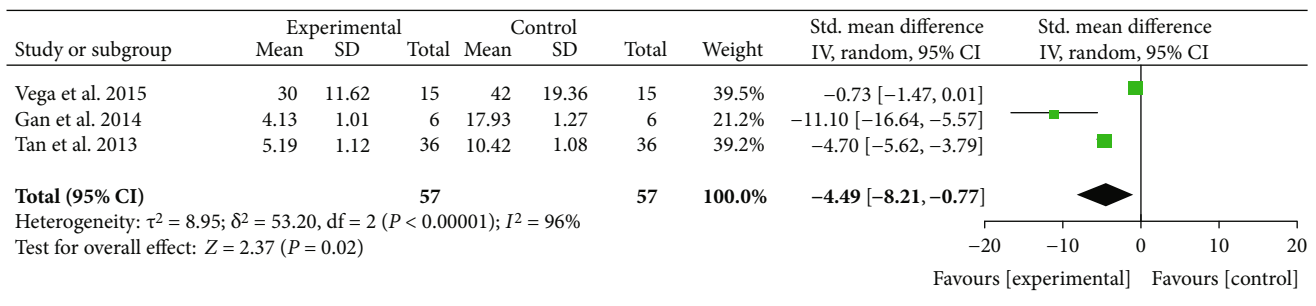 Experimental Control Std. mean difference Std. mean difference
Study or subgroup Mean SD Total Mean SD Total Weight IV, random, 95% CI IV, random, 95% CI
Vega et al. 2015 30 11.62 15 42 19.36 15 39.5% −0.73 [−1.47, 0.01]
Gan et al. 2014 4.13 1.01 6 17.93 1.27 6 21.2% −11.10 [−16.64, −5.57]
Tan et al. 2013 5.19 1.12 36 10.42 1.08 36 39.2% −4.70 [−5.62, −3.79]
Total (95% CI) 57 57 100.0% −4.49 [−8.21, −0.77]
Heterogeneity: τ² = 8.95; δ² = 53.20, df = 2 (P < 0.00001); I² = 96%
Test for overall effect: Z = 2.37 (P = 0.02)
−20 −10 0 10 20
Favours [experimental] Favours [control]